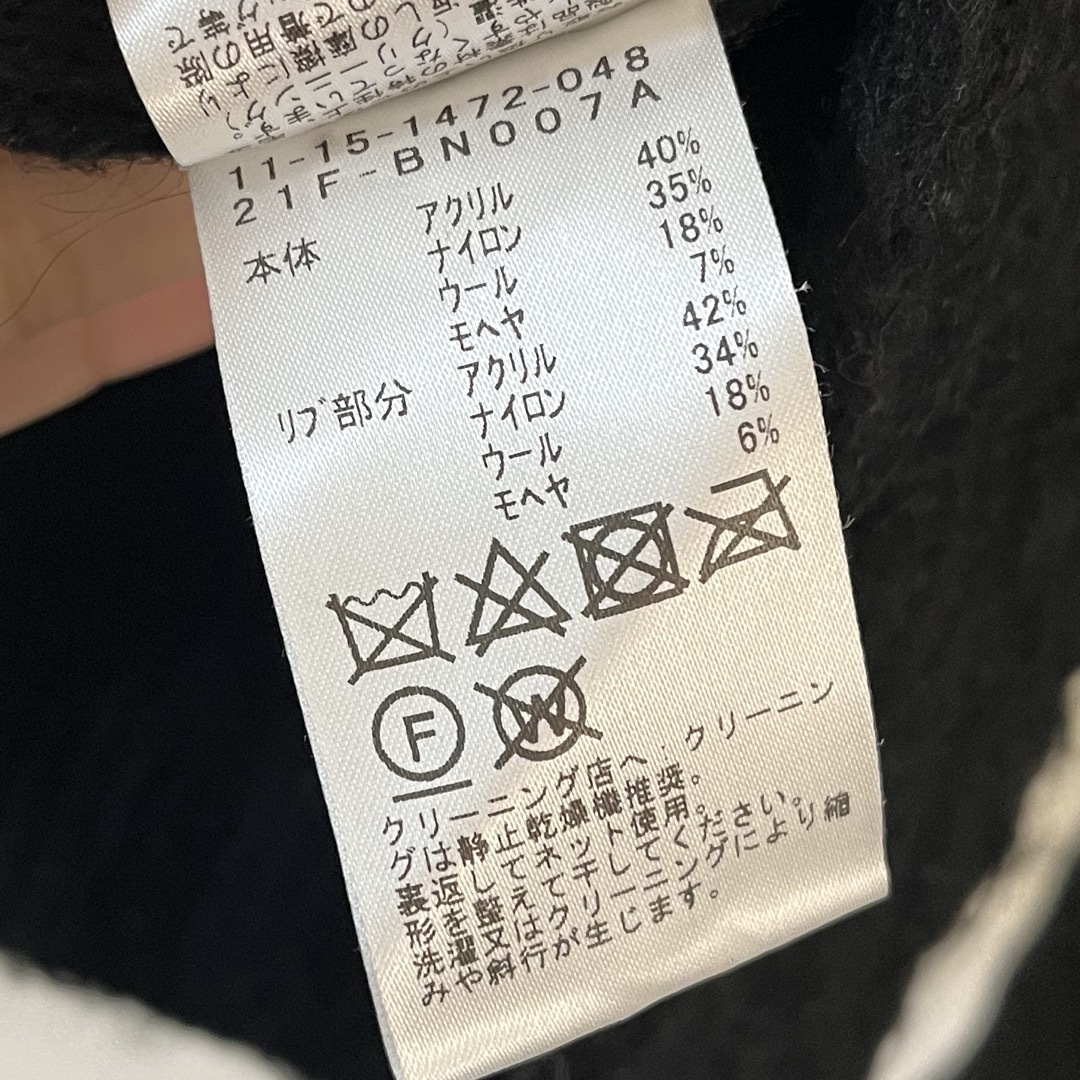 11-15-1472-048
21F-BN007A
本体 アクリル 40%
ナイロン 35%
ウール 18%
モヘヤ 7%
リブ部分 アクリル 42%
ナイロン 34%
ウール 18%
モヘヤ 6%
F
W
クリーニング店へ・クリーニン
グは静止乾燥機推奨。
裏返してネット使用。
形を整えてください。
洗濯又はクリーニングにより縮
みや斜行が生じます。